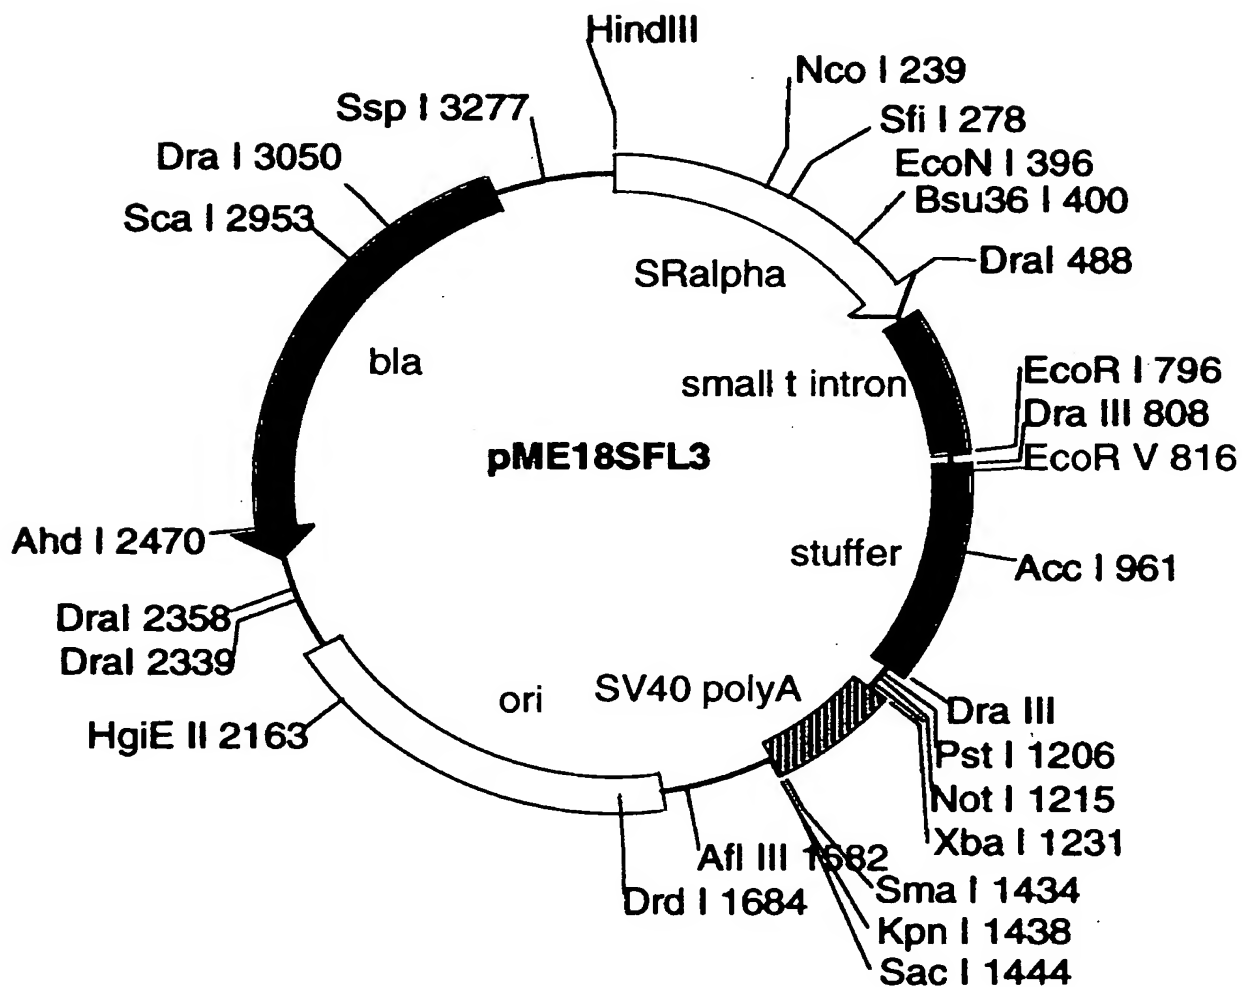 HindIII
Nco I 239
Ssp I 3277
Sfi I 278
Dra I 3050
EcoN I 396
Sca I 2953
Bsu36 I 400
DraI 488
SRalpha
bla
small t intron
EcoR I 796
Dra III 808
EcoR V 816
pME18SFL3
Ahd I 2470
stuffer
Acc I 961
DraI 2358
DraI 2339
SV40 polyA
ori
HgiE II 2163
Dra III
Pst I 1206
Not I 1215
Xba I 1231
Afl III 1582
Sma I 1434
Drd I 1684
Kpn I 1438
Sac I 1444